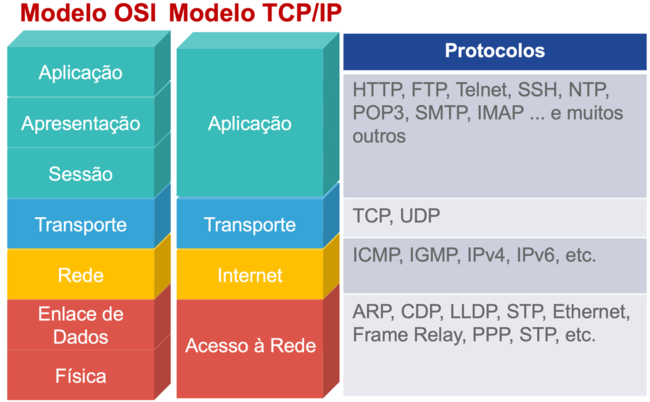 Modelo OSI
Modelo TCP/IP
Aplicação
Apresentação
Sessão
Transporte
Rede
Enlace de
Dados
Física
Aplicação
Transporte
Internet
Acesso à Rede
Protocolos
HTTP, FTP, Telnet, SSH, NTP,
POP3, SMTP, IMAP ... e muitos
outros
TCP, UDP
ICMP, IGMP, IPv4, IPv6, etc.
ARP, CDP, LLDP, STP, Ethernet,
Frame Relay, PPP, STP, etc.